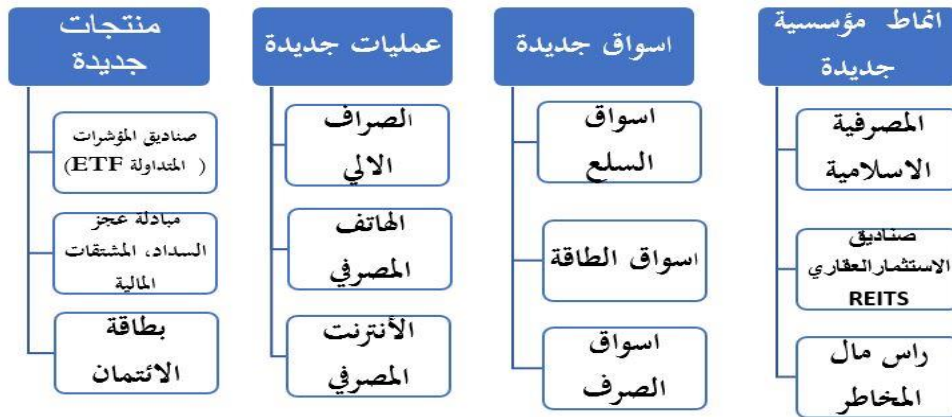 انماط مؤسسية
جديدة
المصرفية
الاسلامية
صناديق
الاستثمار العقاري
REITS
راس مال
المخاطر
اسواق جديدة
اسواق
السلع
اسواق الطاقة
اسواق
الصرف
عمليات جديدة
الصراف
الالي
الهاتف
المصرفي
الأنترنت
المصرفي
منتجات
جديدة
صناديق المؤشرات
( المتداولة ETF)
مبادلة عجز
السداد، المشتقات
المالية
بطاقة
الائتمان